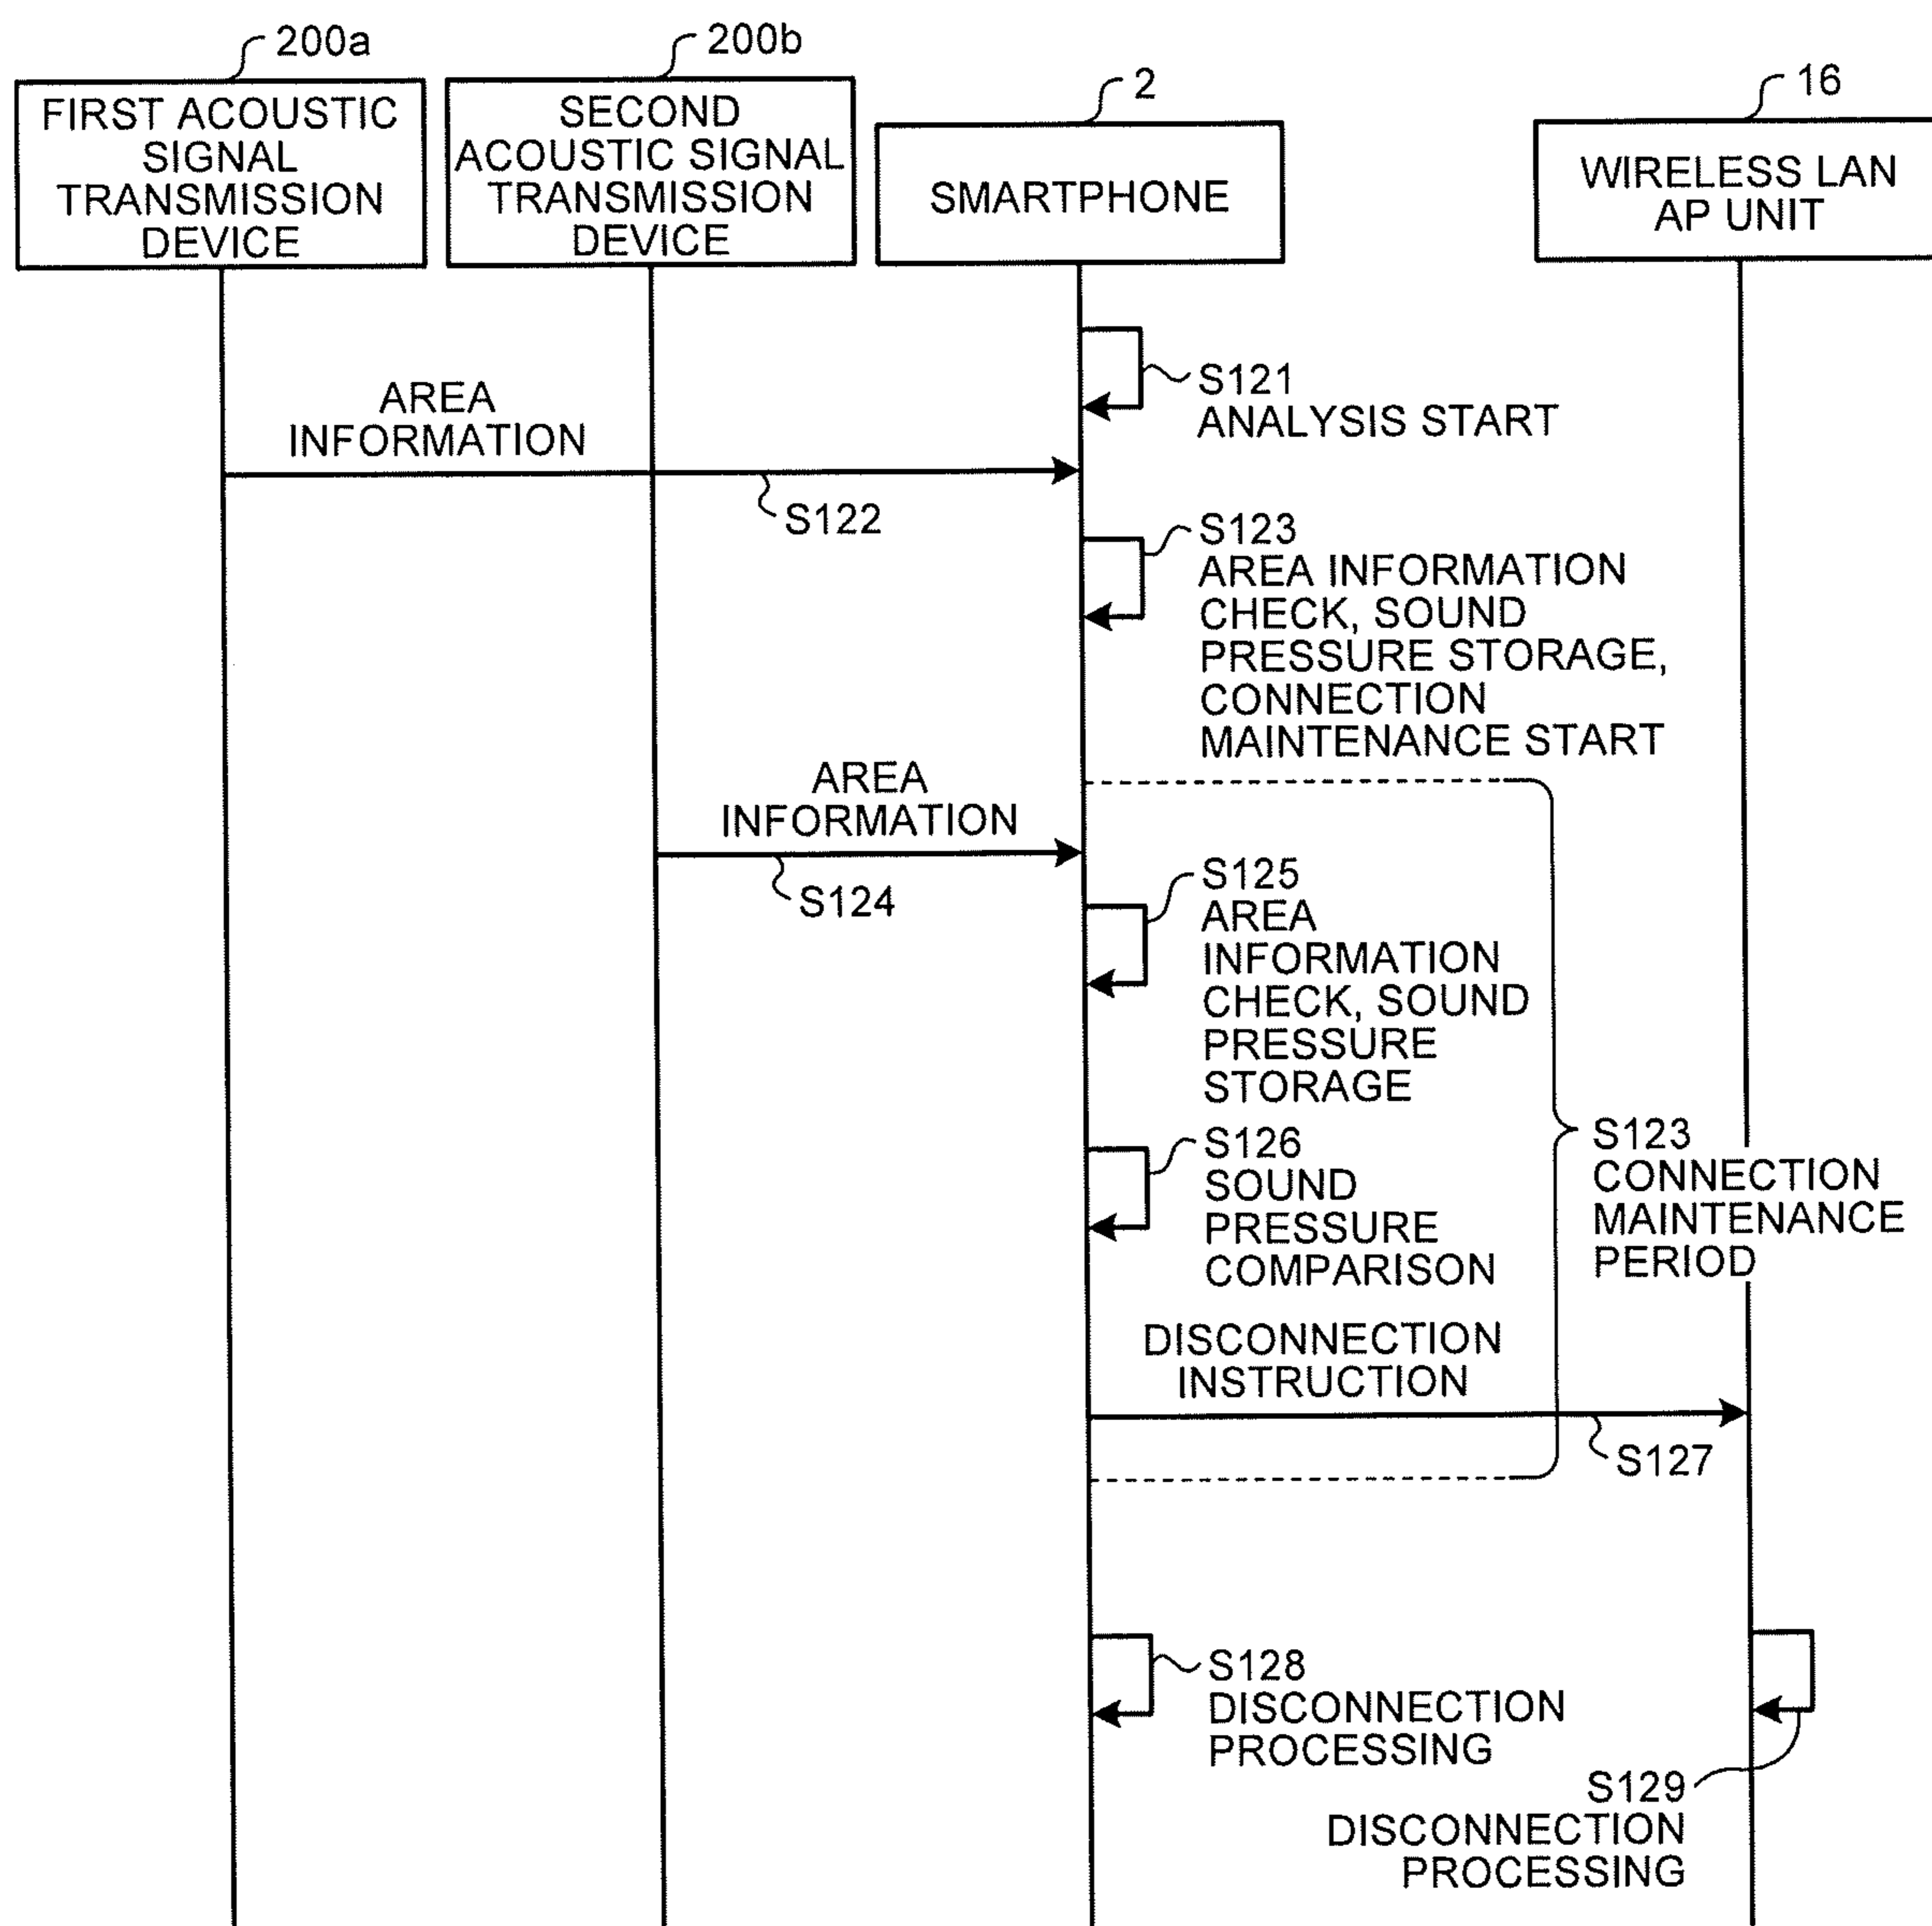 200a
200b
2
16
FIRST ACOUSTIC
SIGNAL
TRANSMISSION
DEVICE
SECOND
ACOUSTIC SIGNAL
TRANSMISSION
DEVICE
SMARTPHONE
WIRELESS LAN
AP UNIT
S121
ANALYSIS START
AREA
INFORMATION
S122
S123
AREA INFORMATION
CHECK, SOUND
PRESSURE STORAGE,
CONNECTION
MAINTENANCE START
AREA
INFORMATION
S124
S125
AREA
INFORMATION
CHECK, SOUND
PRESSURE
STORAGE
S126
SOUND
PRESSURE
COMPARISON
S123
CONNECTION
MAINTENANCE
PERIOD
DISCONNECTION
INSTRUCTION
S127
S128
DISCONNECTION
PROCESSING
S129
DISCONNECTION
PROCESSING